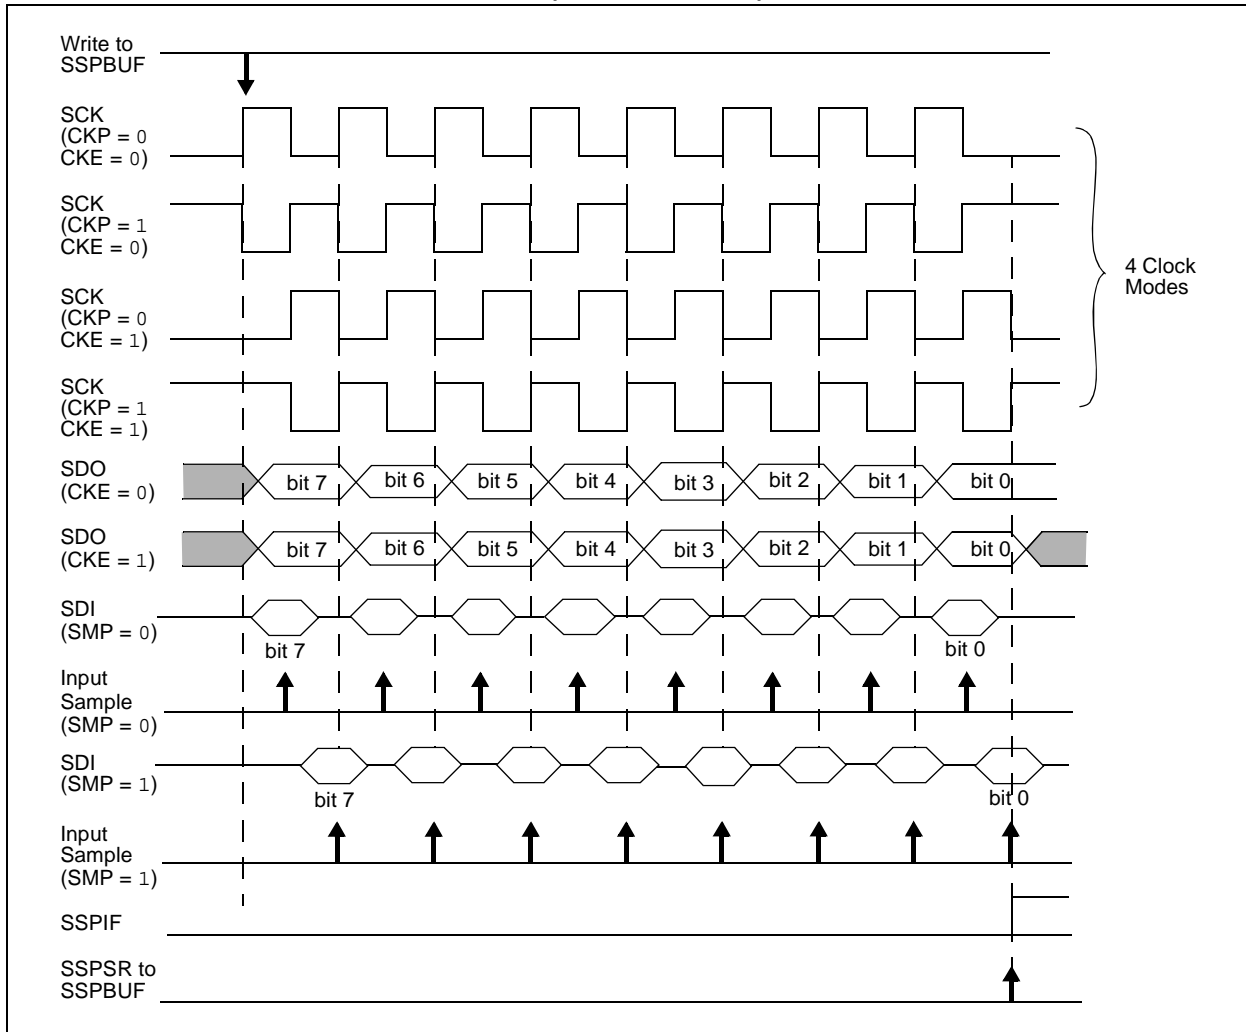 Write to
SSPBUF
SCK
(CKP = 0
CKE = 0)
SCK
(CKP = 1
CKE = 0)
4 Clock
Modes
SCK
(CKP = 0
CKE = 1)
SCK
(CKP = 1
CKE = 1)
SDO
(CKE = 0)
bit 7 bit 6 bit 5 bit 4 bit 3 bit 2 bit 1 bit 0
SDO
(CKE = 1)
bit 7 bit 6 bit 5 bit 4 bit 3 bit 2 bit 1 bit 0
SDI
(SMP = 0)
bit 7 bit 0
Input
Sample
(SMP = 0)
SDI
(SMP = 1)
bit 7 bit 0
Input
Sample
(SMP = 1)
SSPIF
SSPSR to
SSPBUF